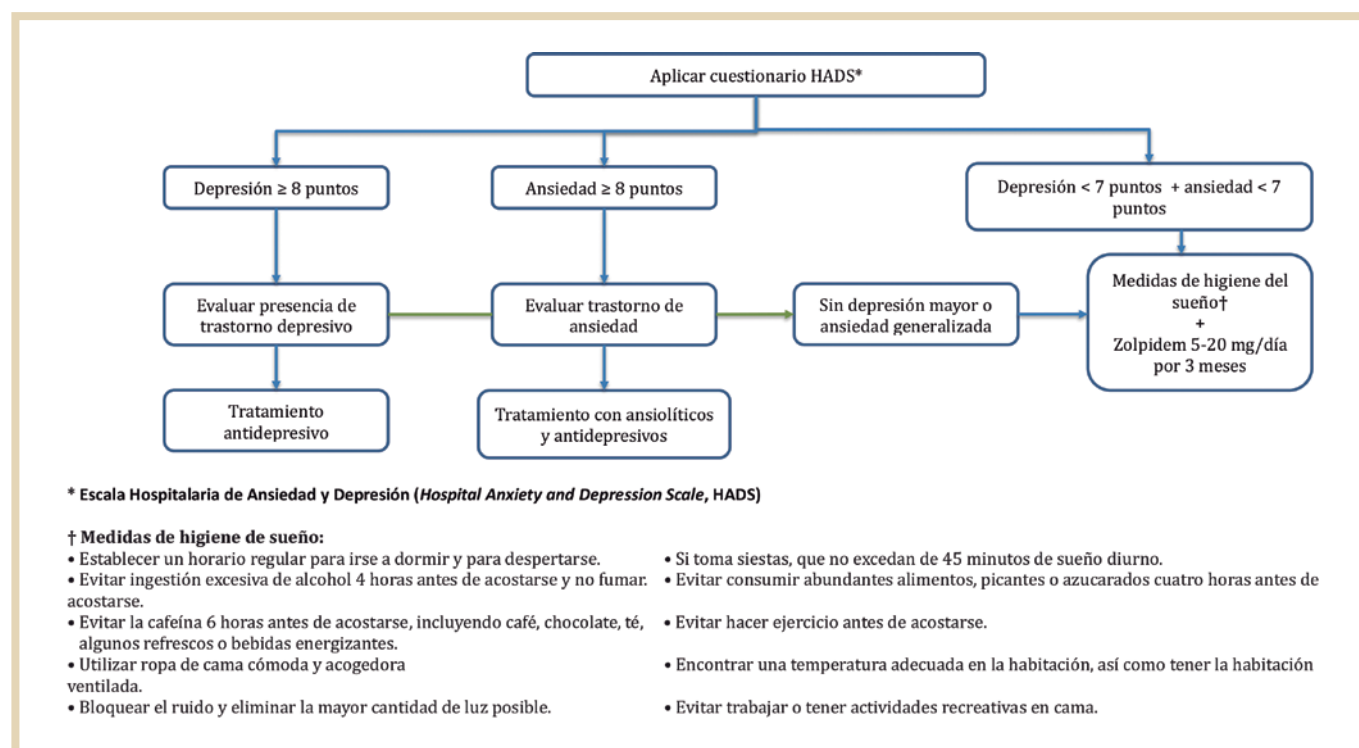 Aplicar cuestionario HADS*
Depresión ≥ 8 puntos
Ansiedad ≥ 8 puntos
Depresión < 7 puntos + ansiedad < 7
puntos
Evaluar presencia de
trastorno depresivo
Evaluar trastorno de
ansiedad
Sin depresión mayor o
ansiedad generalizada
Medidas de higiene del
sueño†
+
Zolpidem 5-20 mg/día
por 3 meses
Tratamiento
antidepresivo
Tratamiento con ansiolíticos
y antidepresivos
* Escala Hospitalaria de Ansiedad y Depresión (Hospital Anxiety and Depression Scale, HADS)
† Medidas de higiene de sueño:
• Establecer un horario regular para irse a dormir y para despertarse.
• Evitar ingestión excesiva de alcohol 4 horas antes de acostarse y no fumar.
acostarse.
• Evitar la cafeína 6 horas antes de acostarse, incluyendo café, chocolate, té,
algunos refrescos o bebidas energizantes.
• Utilizar ropa de cama cómoda y acogedora
ventilada.
• Bloquear el ruido y eliminar la mayor cantidad de luz posible.
• Si toma siestas, que no excedan de 45 minutos de sueño diurno.
• Evitar consumir abundantes alimentos, picantes o azucarados cuatro horas antes de
• Evitar hacer ejercicio antes de acostarse.
• Encontrar una temperatura adecuada en la habitación, así como tener la habitación
• Evitar trabajar o tener actividades recreativas en cama.